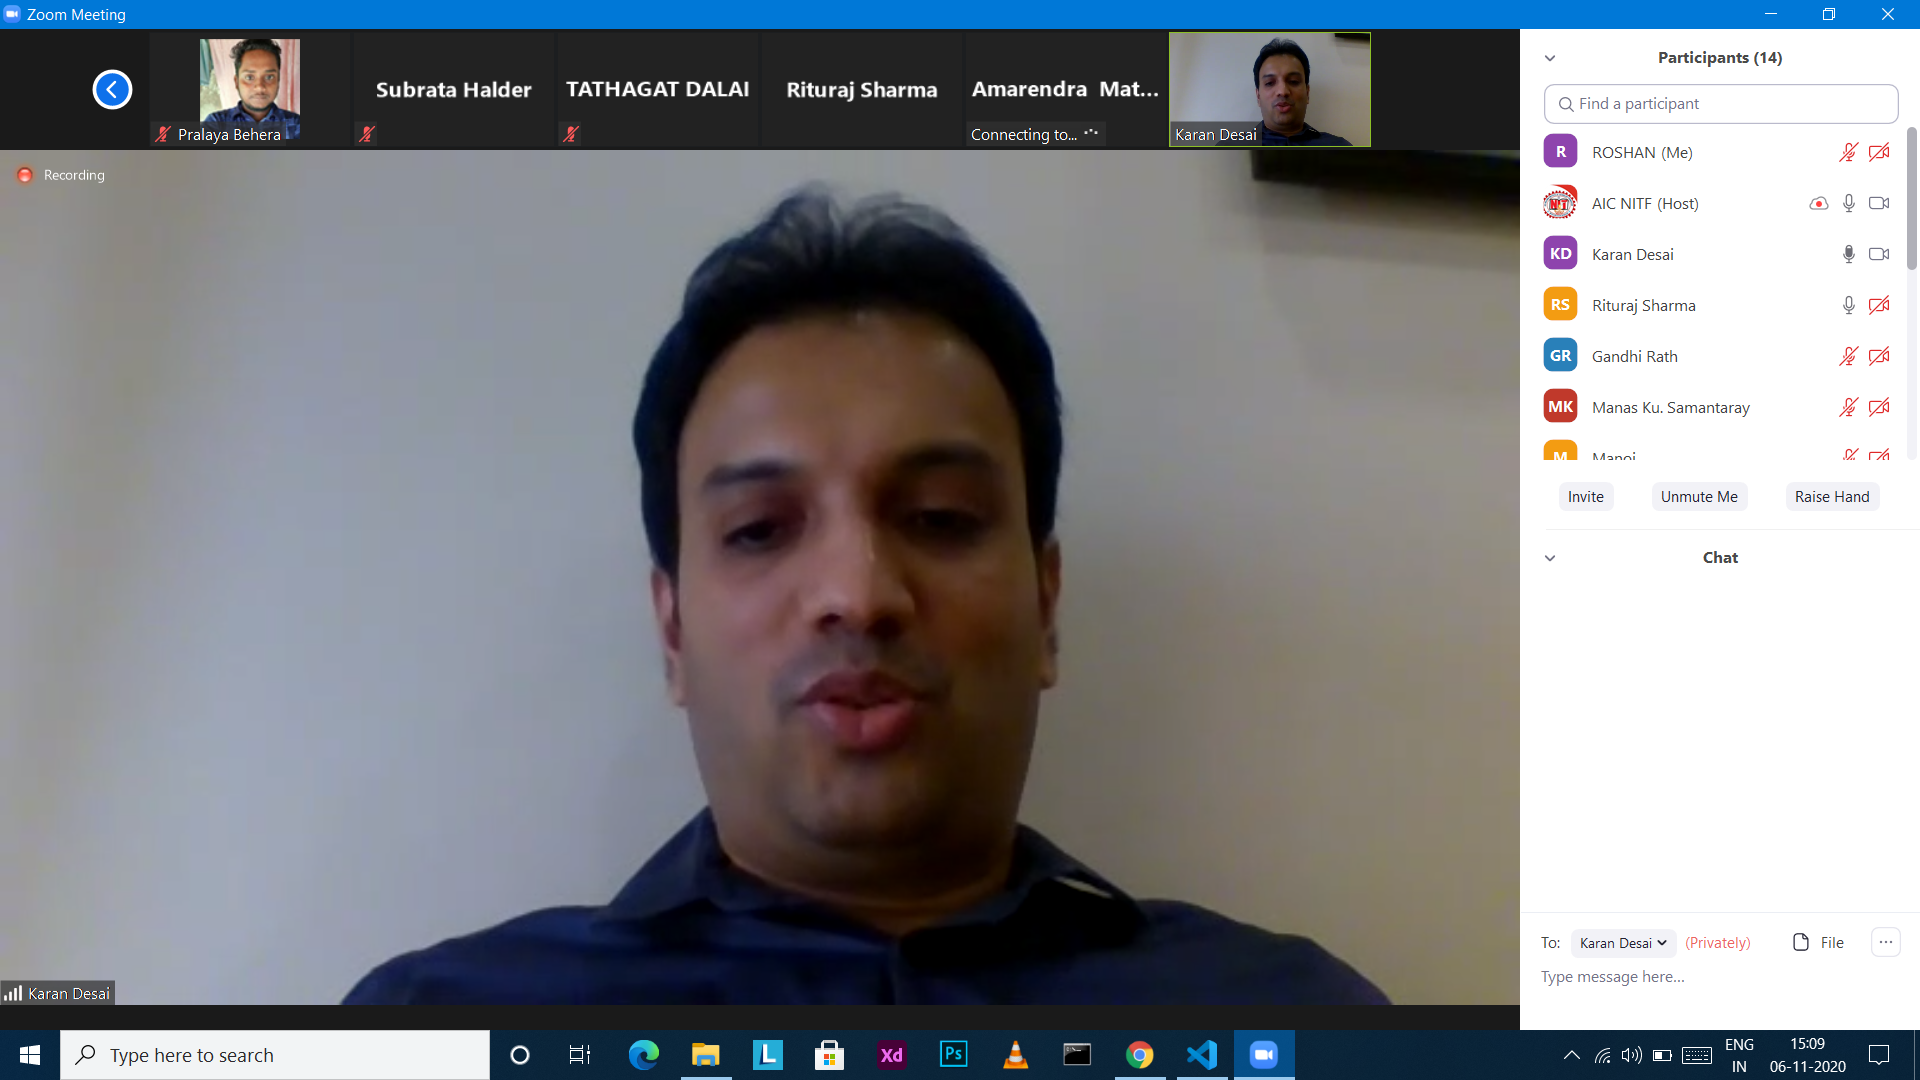 Zoom Meeting
Pralaya Behera
Subrata Halder
TATHAGAT DALAI
Rituraj Sharma
Amarendra Mat...
Connecting to...
Karan Desai
Recording
Karan Desai
Participants (14)
Find a participant
R ROSHAN (Me)
AIC NITF (Host)
KD Karan Desai
RS Rituraj Sharma
GR Gandhi Rath
MK Manas Ku. Samantaray
M Manoj
Invite Unmute Me Raise Hand
Chat
To: Karan Desai (Privately) File
Type message here...
Type here to search
L
Xd
Ps
ENG
IN
15:09
06-11-2020